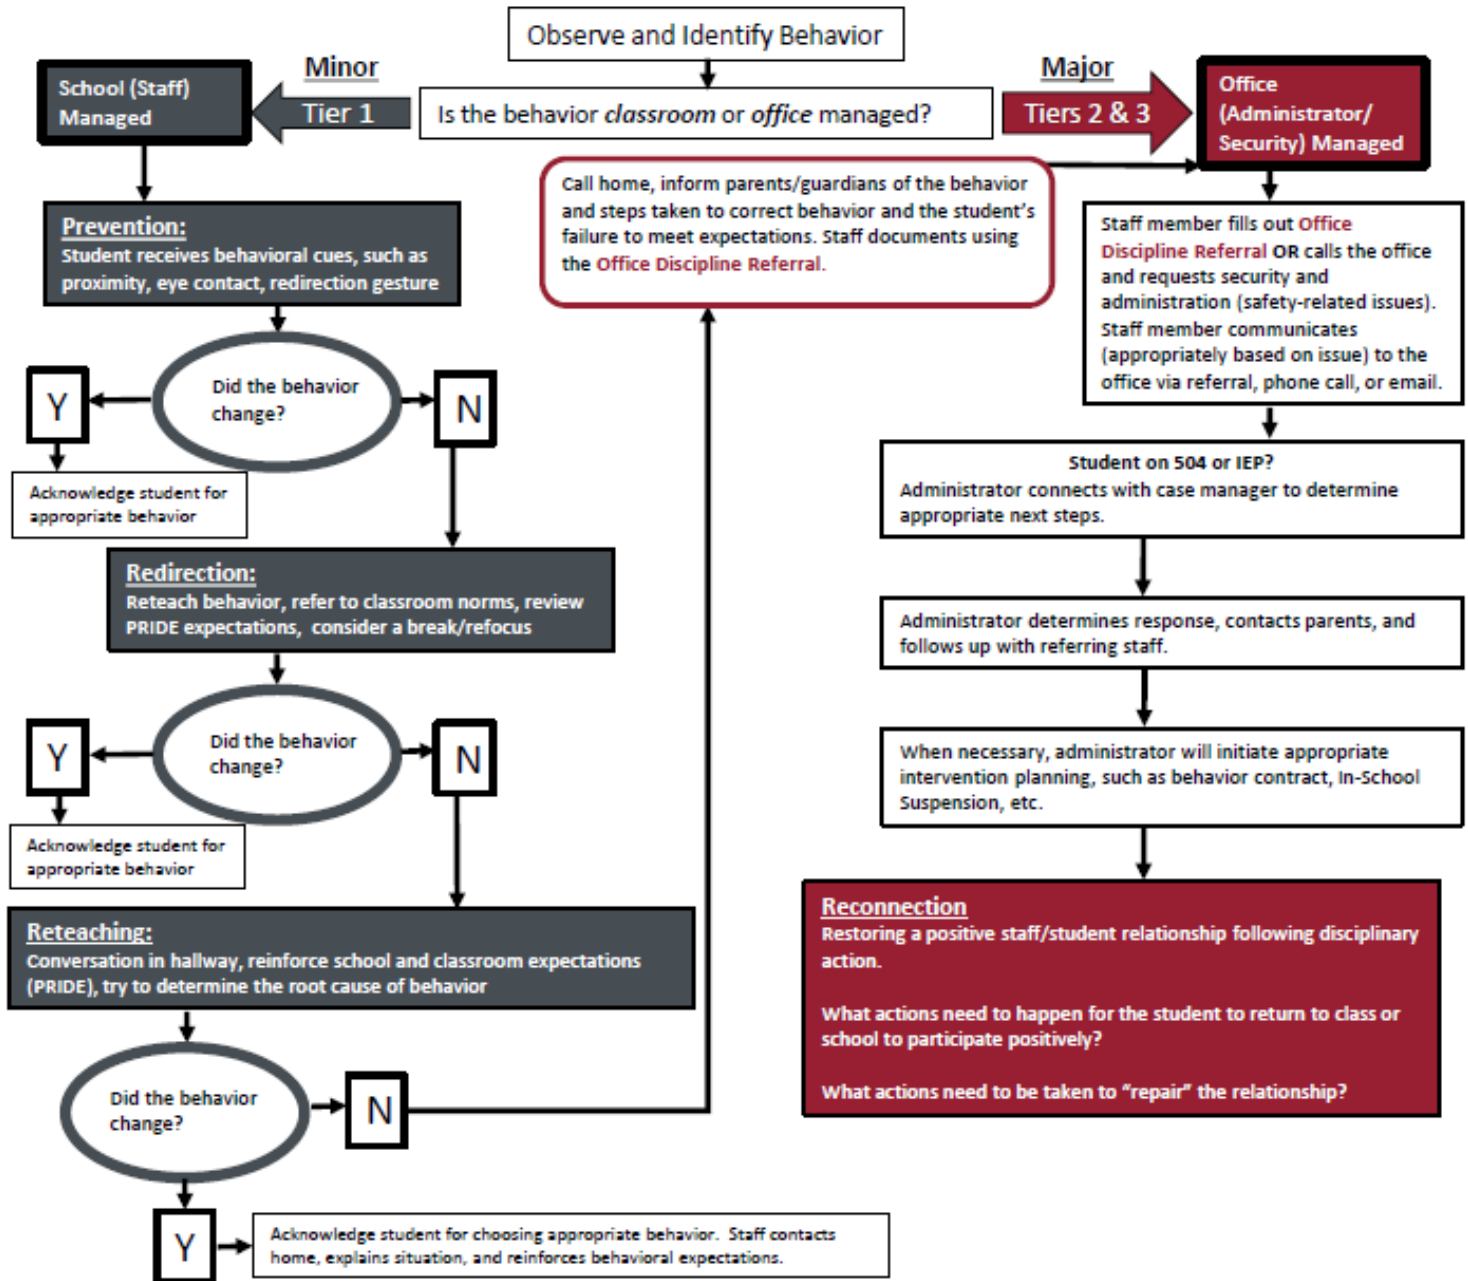 Observe and Identify Behavior
Minor
Major
School (Staff)
Managed
Tier 1
Is the behavior classroom or office managed?
Tiers 2 & 3
Office
(Administrator/
Security) Managed
Call home, inform parents/guardians of the behavior
and steps taken to correct behavior and the student's
failure to meet expectations. Staff documents using
the Office Discipline Referral.
Prevention:
Student receives behavioral cues, such as
proximity, eye contact, redirection gesture
Staff member fills out Office
Discipline Referral OR calls the office
and requests security and
administration (safety-related issues).
Staff member communicates
(appropriately based on issue) to the
office via referral, phone call, or email.
Did the behavior
change?
Y
N
Acknowledge student for
appropriate behavior
Student on 504 or IEP?
Administrator connects with case manager to determine
appropriate next steps.
Redirection:
Reteach behavior, refer to classroom norms, review
PRIDE expectations, consider a break/refocus
Administrator determines response, contacts parents, and
follows up with referring staff.
Did the behavior
change?
Y
N
Acknowledge student for
appropriate behavior
When necessary, administrator will initiate appropriate
intervention planning, such as behavior contract, In-School
Suspension, etc.
Reteaching:
Conversation in hallway, reinforce school and classroom expectations
(PRIDE), try to determine the root cause of behavior
Reconnection
Restoring a positive staff/student relationship following disciplinary
action.
What actions need to happen for the student to return to class or
school to participate positively?
What actions need to be taken to "repair" the relationship?
Did the behavior
change?
N
Y
Acknowledge student for choosing appropriate behavior. Staff contacts
home, explains situation, and reinforces behavioral expectations.